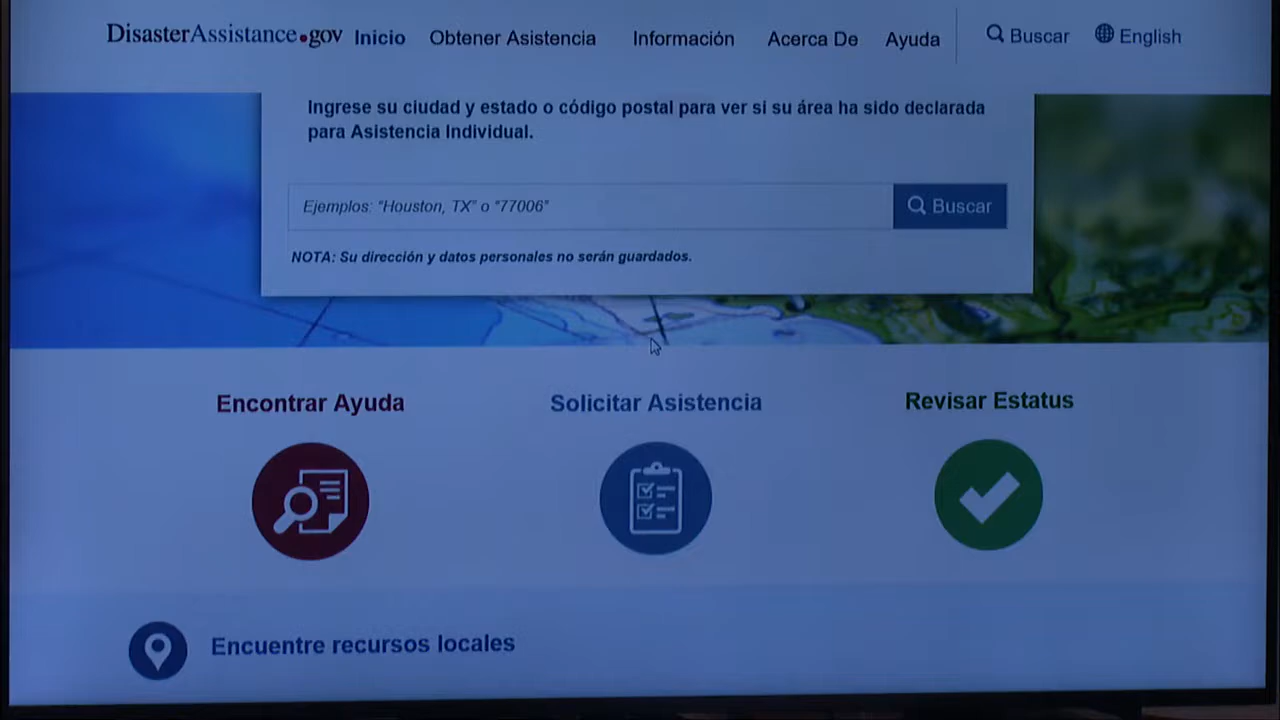 DisasterAssistance.gov Inicio Obtener Asistencia Información Acerca De Ayuda Buscar English
Ingrese su ciudad y estado o código postal para ver si su área ha sido declarada
para Asistencia Individual.
Ejemplos: "Houston, TX" o "77006"
Buscar
NOTA: Su dirección y datos personales no serán guardados.
Encontrar Ayuda
Solicitar Asistencia
Revisar Estatus
Encuentre recursos locales